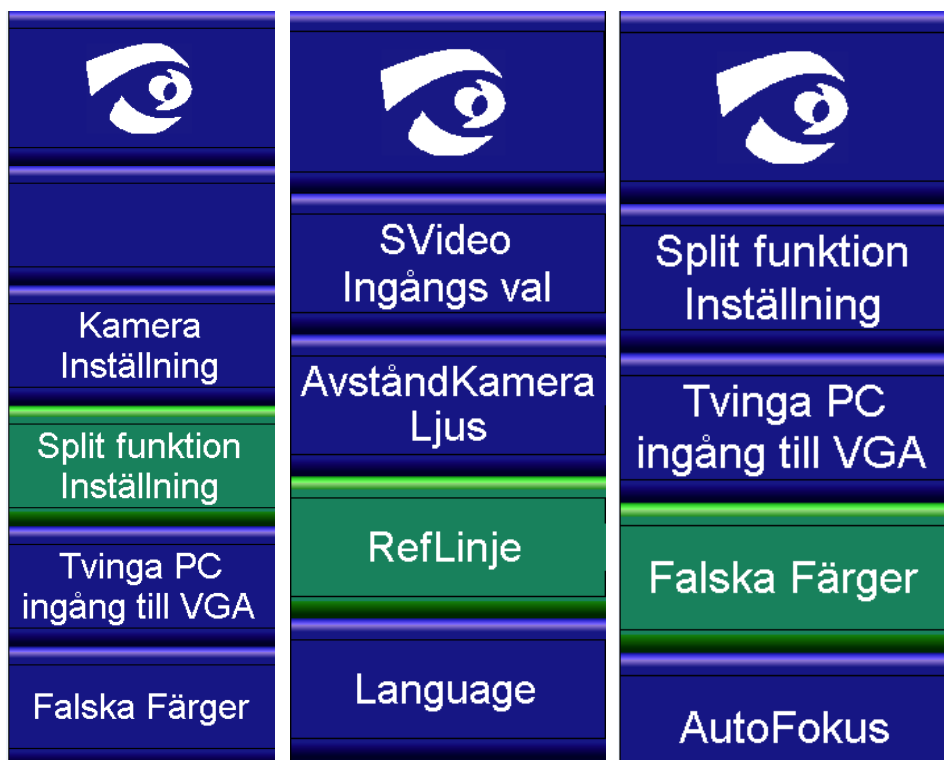 Kamera
Inställning
Split funktion
Inställning
Tvinga PC
ingång till VGA
Falska Färger
SVideo
Ingångs val
AvståndKamera
Ljus
RefLinje
Language
Split funktion
Inställning
Tvinga PC
ingång till VGA
Falska Färger
AutoFokus